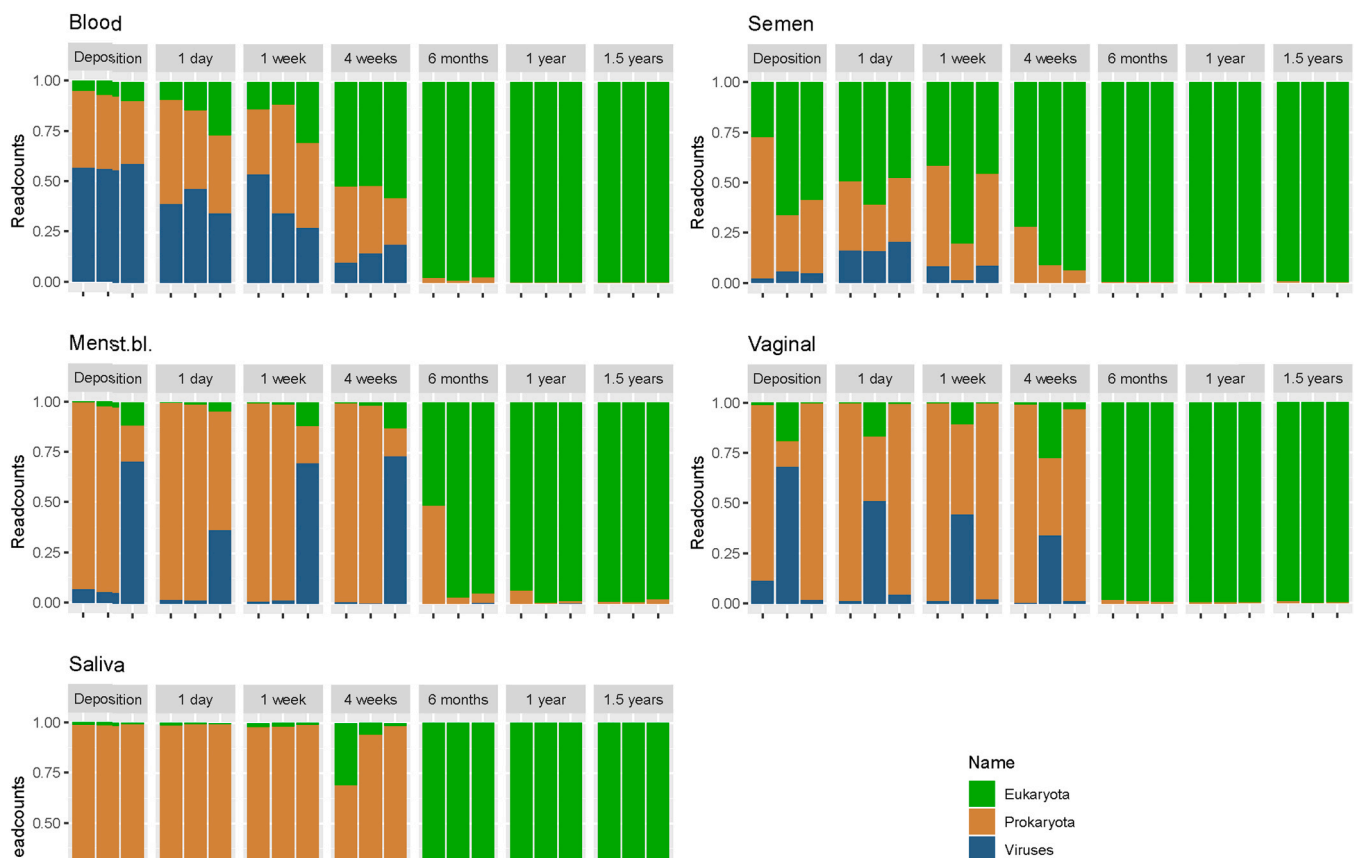 Blood
Deposition 1 day 1 week 4 weeks 6 months 1 year 1.5 years
1.00
0.75
0.50
0.25
0.00
Readcounts
Semen
Deposition 1 day 1 week 4 weeks 6 months 1 year 1.5 years
1.00
0.75
0.50
0.25
0.00
Readcounts
Menst.bl.
Deposition 1 day 1 week 4 weeks 6 months 1 year 1.5 years
1.00
0.75
0.50
0.25
0.00
Readcounts
Vaginal
Deposition 1 day 1 week 4 weeks 6 months 1 year 1.5 years
1.00
0.75
0.50
0.25
0.00
Readcounts
Saliva
Deposition 1 day 1 week 4 weeks 6 months 1 year 1.5 years
1.00
0.75
0.50
eadcounts
Name
Eukaryota
Prokaryota
Viruses